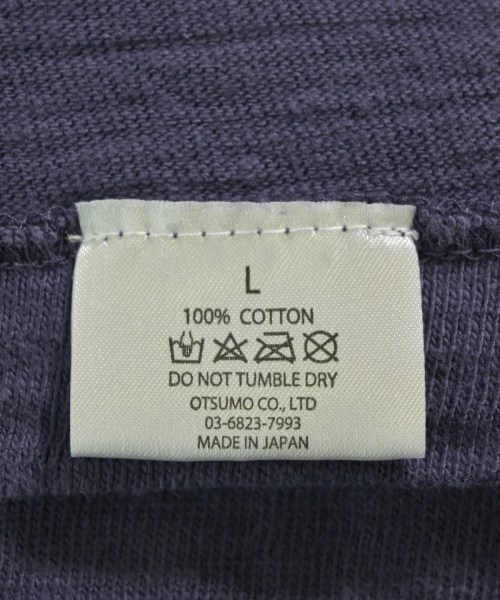 L
100% COTTON
DO NOT TUMBLE DRY
OTSUMO CO., LTD
03-6823-7993
MADE IN JAPAN